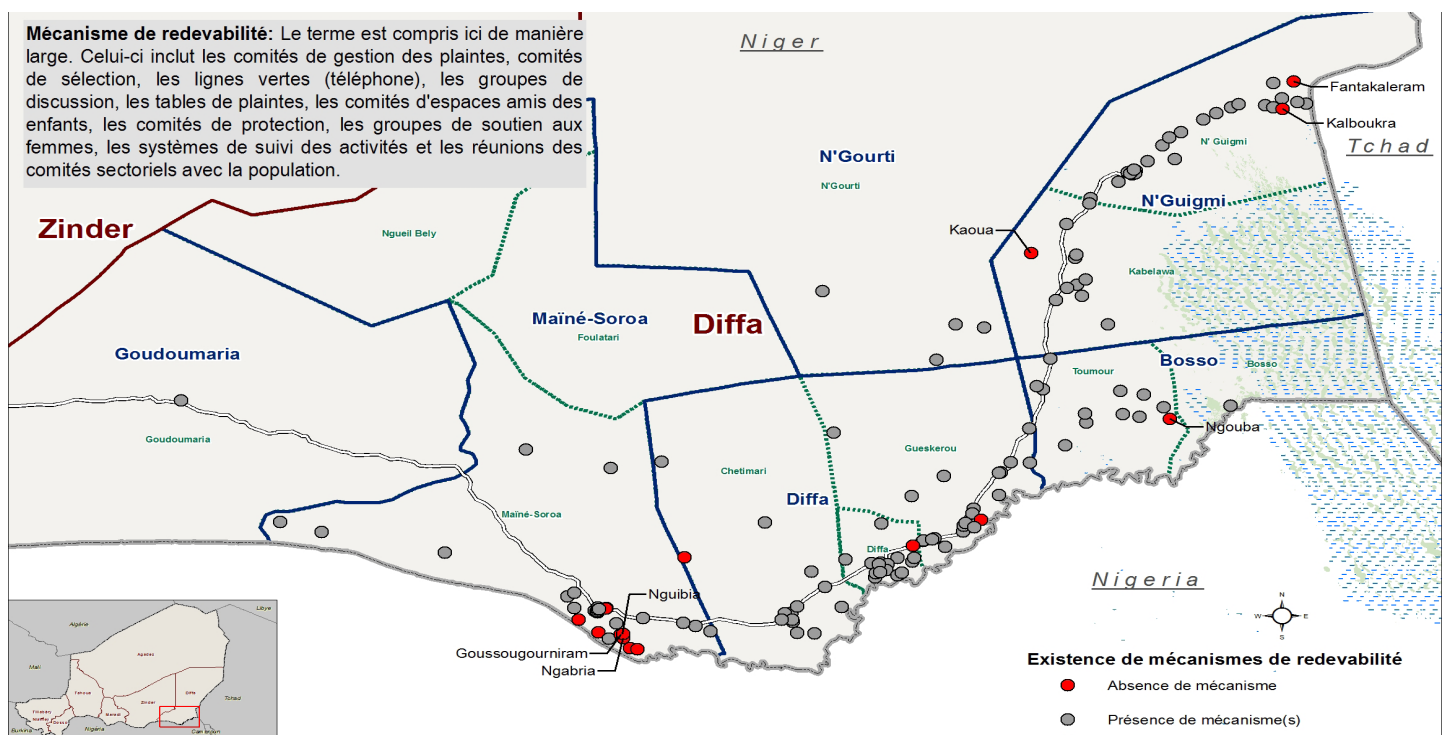 Mécanisme de redevabilité: Le terme est compris ici de manière
large. Celui-ci inclut les comités de gestion des plaintes, comités
de sélection, les lignes vertes (téléphone), les groupes de
discussion, les tables de plaintes, les comités d'espaces amis des
enfants, les comités de protection, les groupes de soutien aux
femmes, les systèmes de suivi des activités et les réunions des
comités sectoriels avec la population.
Niger
Fantakaleram
Kalboukra
Tchad
N' Guigmi
N'Gourti
N'Gourti
N'Guigmi
Zinder
Ngueil Bely
Kaoua
Kabelawa
Maïné-Soroa
Foulatari
Diffa
Goudoumaria
Bosso
Toumour
Bosso
Goudoumaria
Ngouba
Gueskerou
Chetimari
Diffa
Maïné-Soroa
Diffa
Nigeria
Nguibia
Goussougourniram
Ngabria
N
W
E
S
Existence de mécanismes de redevabilité
Absence de mécanisme
Présence de mécanisme(s)
Libye
Algérie
Mali
Agadez
Tahoua
Diffa
Zinder
Tchad
Maradi
Tillabéry
Niamey
Dosso
Burkina
Nigéria
Cameroun